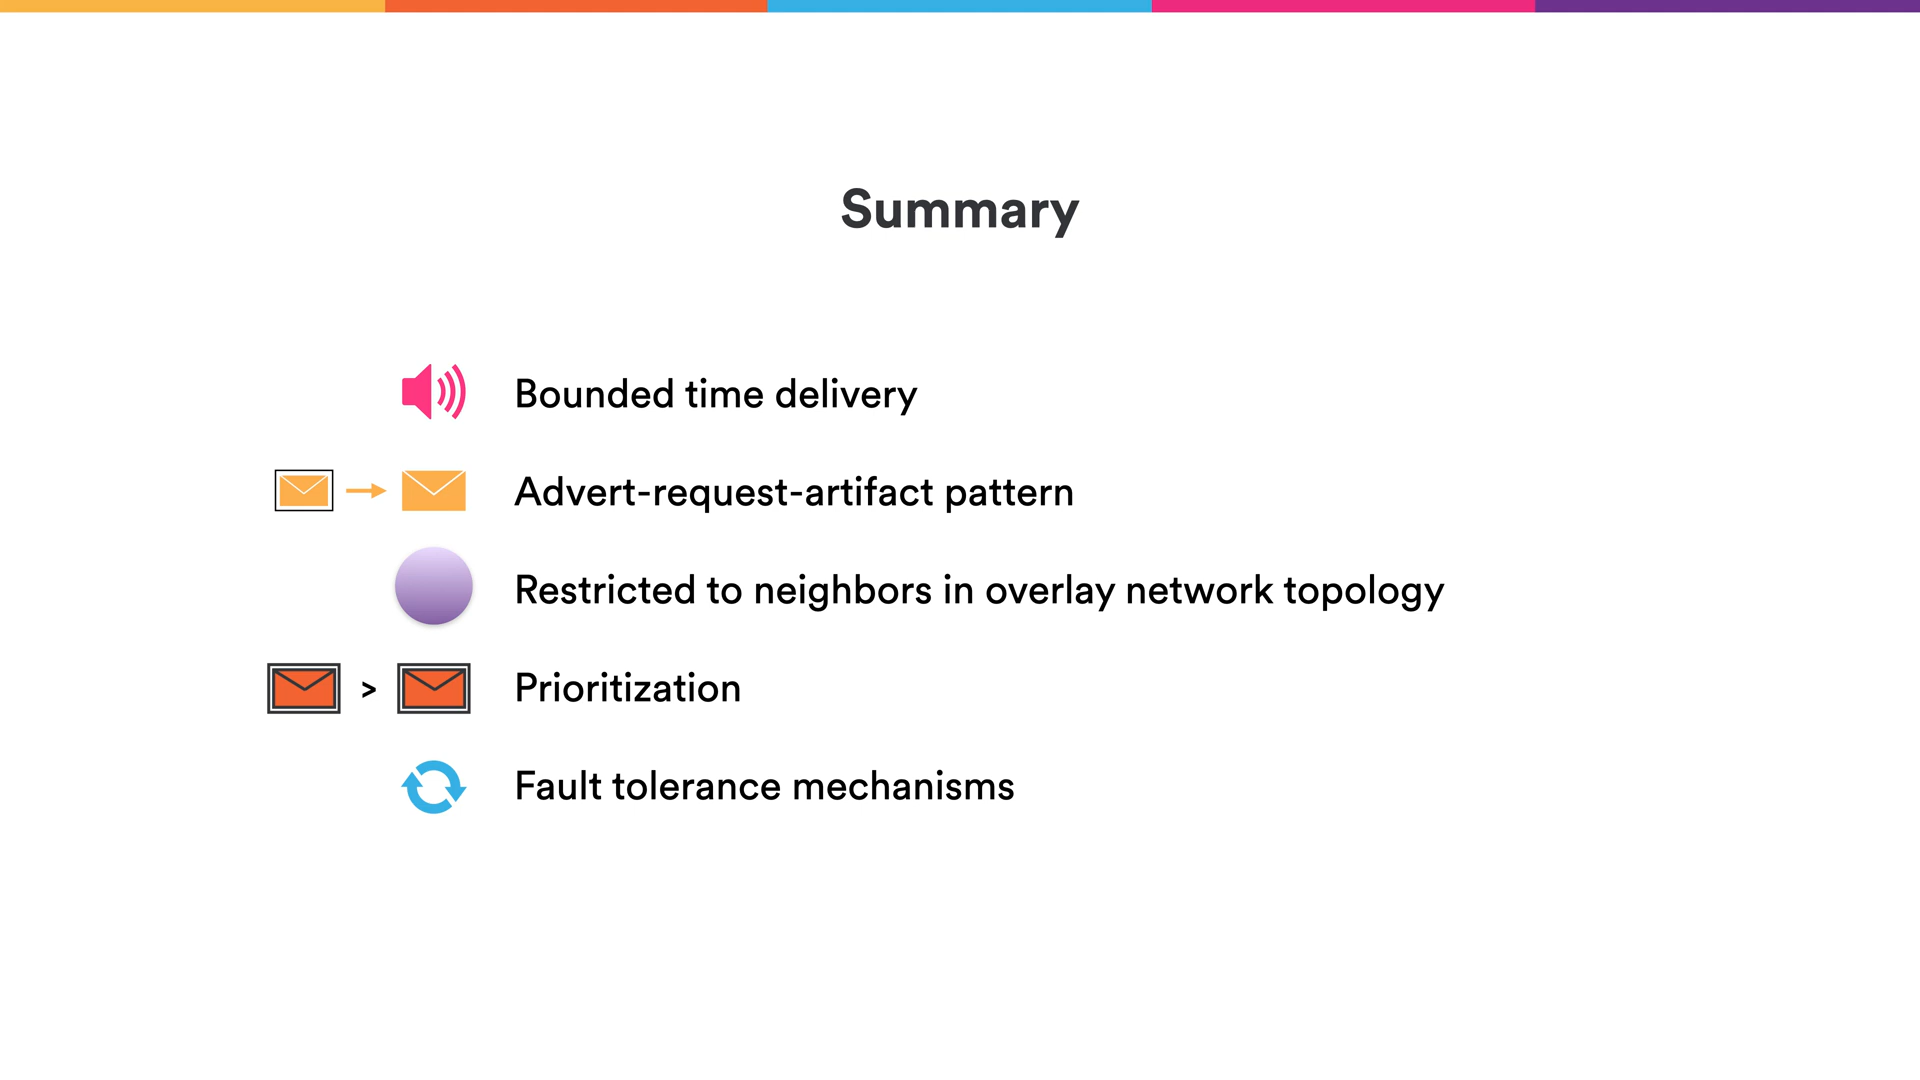 Summary
Bounded time delivery
Advert-request-artifact pattern
Restricted to neighbors in overlay network topology
> Prioritization
Fault tolerance mechanisms